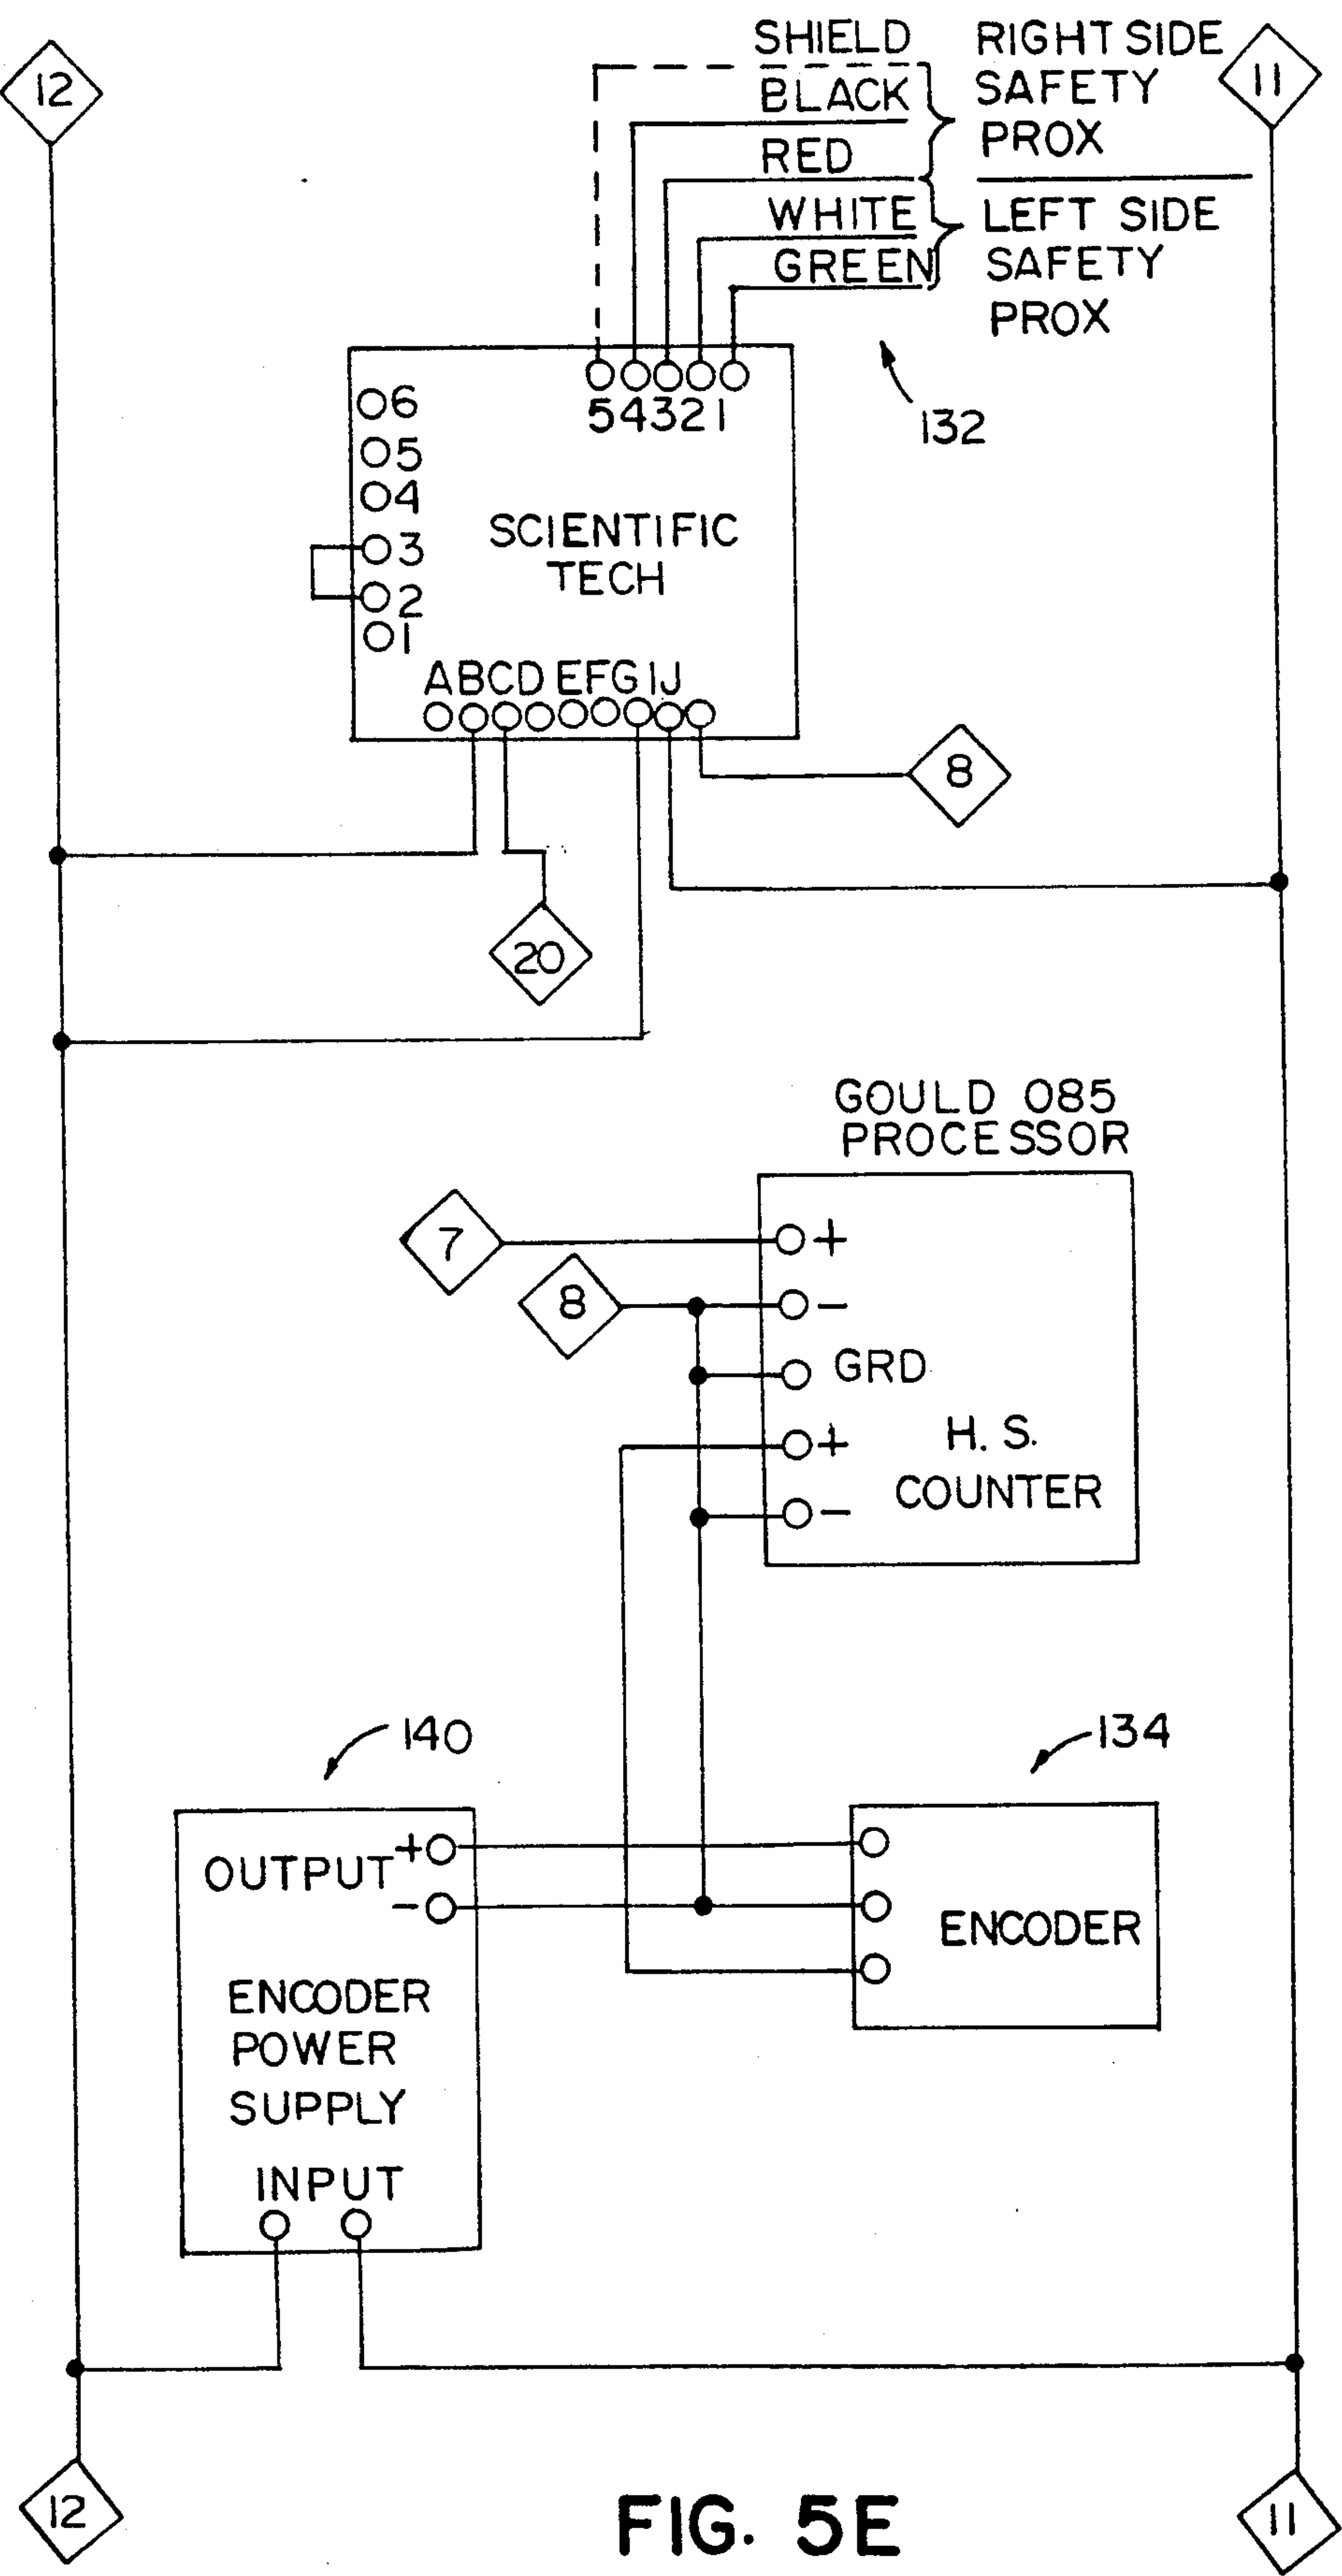 12
SHIELD
BLACK
RED
WHITE
GREEN
RIGHT SIDE
SAFETY
PROX
LEFT SIDE
SAFETY
PROX
11
132
54321
6
5
4
3
2
1
SCIENTIFIC
TECH
ABCD EFG IJ
8
20
GOULD 085
PROCESSOR
7
+
8
-
GRD
+
H. S.
COUNTER
-
140
134
OUTPUT +
-
ENCODER
POWER
SUPPLY
INPUT
ENCODER
12
FIG. 5E
11